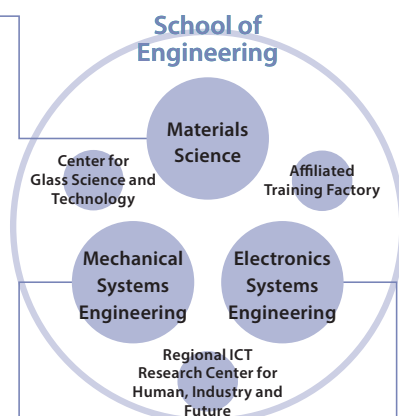 School of
Engineering
Materials
Science
Center for
Glass Science and
Technology
Affiliated
Training Factory
Mechanical
Systems
Engineering
Electronics
Systems
Engineering
Regional ICT
Research Center for
Human, Industry and
Future